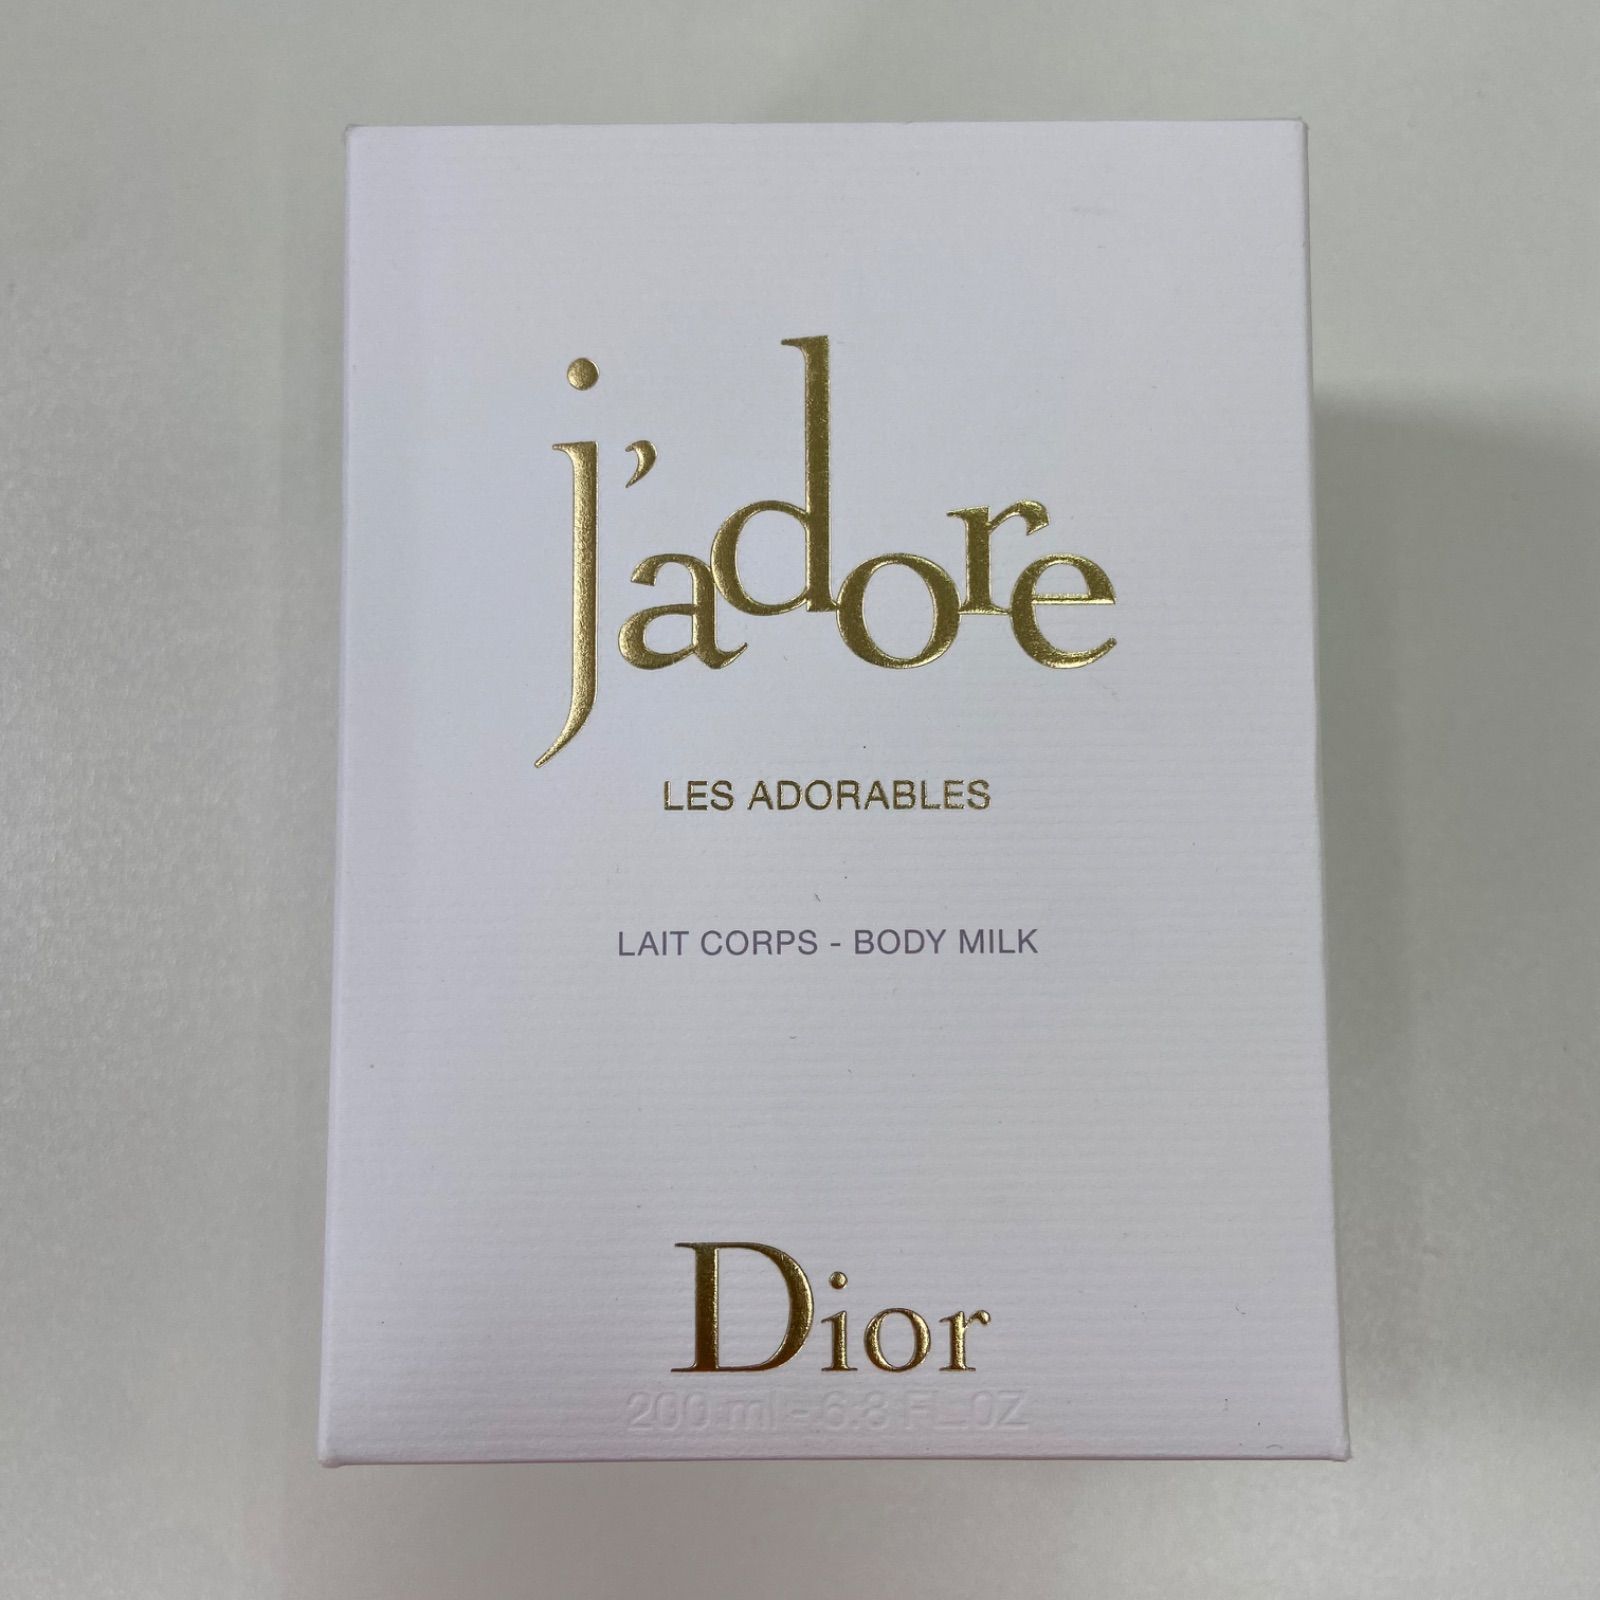 j'adore
LES ADORABLES
LAIT CORPS - BODY MILK
Dior
200 ml - 6.8 FL.OZ